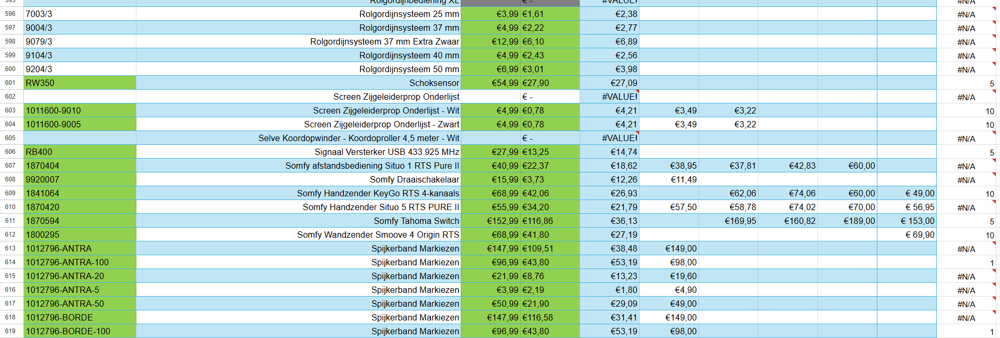 595 Rolgordijnbediening XL € - #VALUE! #N/A
596 7003/3 Rolgordijnsysteem 25 mm €3,99 €1,61 €2,38 #N/A
597 9004/3 Rolgordijnsysteem 37 mm €4,99 €2,22 €2,77 #N/A
598 9079/3 Rolgordijnsysteem 37 mm Extra Zwaar €12,99 €6,10 €6,89 #N/A
599 9104/3 Rolgordijnsysteem 40 mm €4,99 €2,43 €2,56 #N/A
600 9204/3 Rolgordijnsysteem 50 mm €6,99 €3,01 €3,98 #N/A
601 RW350 Schoksensor €54,99 €27,90 €27,09 5
602 Screen Zijgeleiderprop Onderlijst € - #VALUE! #N/A
603 1011600-9010 Screen Zijgeleiderprop Onderlijst - Wit €4,99 €0,78 €4,21 €3,49 €3,22 10
604 1011600-9005 Screen Zijgeleiderprop Onderlijst - Zwart €4,99 €0,78 €4,21 €3,49 €3,22 10
605 Selve Koordopwinder - Koordoproller 4,5 meter - Wit € - #VALUE! #N/A
606 RB400 Signaal Versterker USB 433.925 MHz €27,99 €13,25 €14,74 5
607 1870404 Somfy afstandsbediening Situo 1 RTS Pure II €40,99 €22,37 €18,62 €38,95 €37,81 €42,83 €60,00 #N/A
608 9920007 Somfy Draaischakelaar €15,99 €3,73 €12,26 €11,49 #N/A
609 1841064 Somfy Handzender KeyGo RTS 4-kanaals €68,99 €42,06 €26,93 €62,06 €74,06 €60,00 € 49,00 10
610 1870420 Somfy Handzender Situo 5 RTS PURE II €55,99 €34,20 €21,79 €57,50 €58,78 €74,02 €70,00 € 56,95 #N/A
611 1870594 Somfy Tahoma Switch €152,99 €116,86 €36,13 €169,95 €160,82 €189,00 € 153,00 5
612 1800295 Somfy Wandzender Smoove 4 Origin RTS €68,99 €41,80 €27,19 € 69,90 10
613 1012796-ANTRA Spijkerband Markiezen €147,99 €109,51 €38,48 €149,00 #N/A
614 1012796-ANTRA-100 Spijkerband Markiezen €96,99 €43,80 €53,19 €98,00 1
615 1012796-ANTRA-20 Spijkerband Markiezen €21,99 €8,76 €13,23 €19,60 #N/A
616 1012796-ANTRA-5 Spijkerband Markiezen €3,99 €2,19 €1,80 €4,90 #N/A
617 1012796-ANTRA-50 Spijkerband Markiezen €50,99 €21,90 €29,09 €49,00 #N/A
618 1012796-BORDE Spijkerband Markiezen €147,99 €116,58 €31,41 €149,00 #N/A
619 1012796-BORDE-100 Spijkerband Markiezen €96,99 €43,80 €53,19 €98,00 1